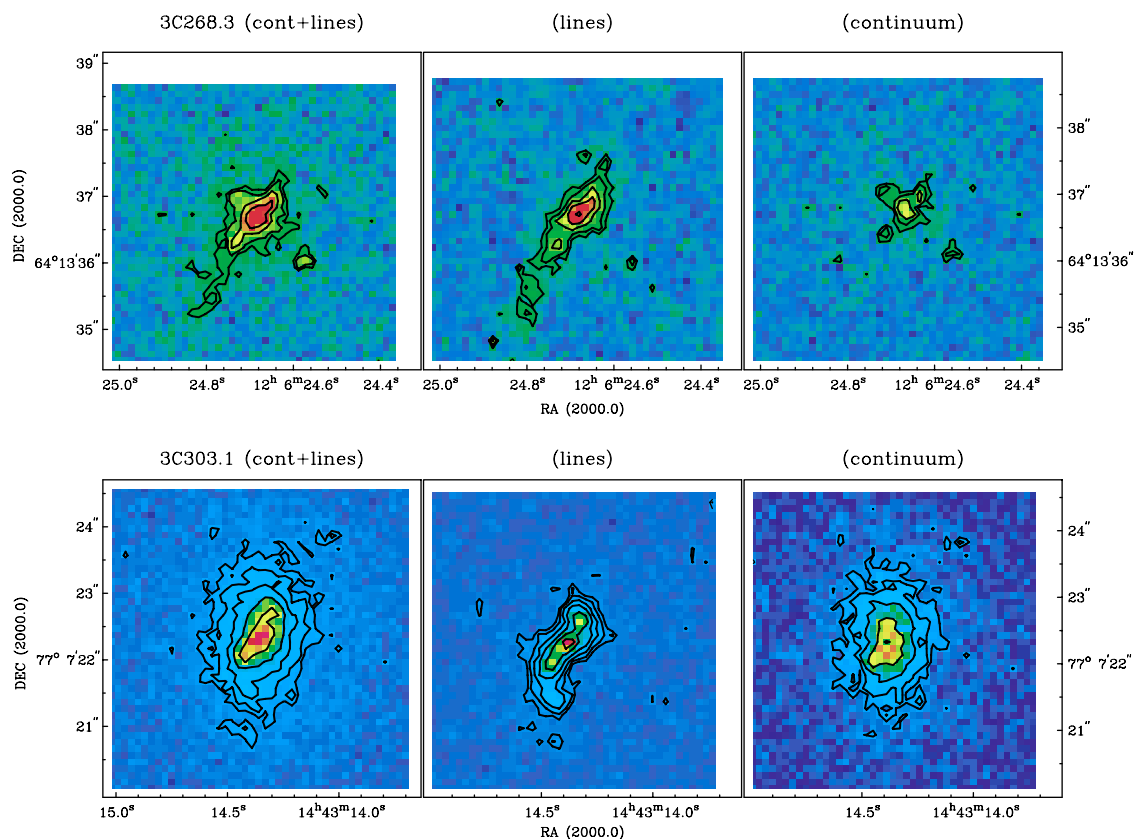 3C268.3 (cont+lines) (lines) (continuum)
39″
38″ 38″
37″ 37″
64°13′36″ 64°13′36″
35″ 35″
DEC (2000.0)
25.0ˢ 24.8ˢ 12ʰ 6ᵐ24.6ˢ 24.4ˢ 25.0ˢ 24.8ˢ 12ʰ 6ᵐ24.6ˢ 25.0ˢ 24.8ˢ 12ʰ 6ᵐ24.6ˢ 24.4ˢ
RA (2000.0)
3C303.1 (cont+lines) (lines) (continuum)
24″ 24″
23″ 23″
77° 7′22″ 77° 7′22″
21″ 21″
DEC (2000.0)
15.0ˢ 14.5ˢ 14ʰ43ᵐ14.0ˢ 14.5ˢ 14ʰ43ᵐ14.0ˢ 14.5ˢ 14ʰ43ᵐ14.0ˢ
RA (2000.0)